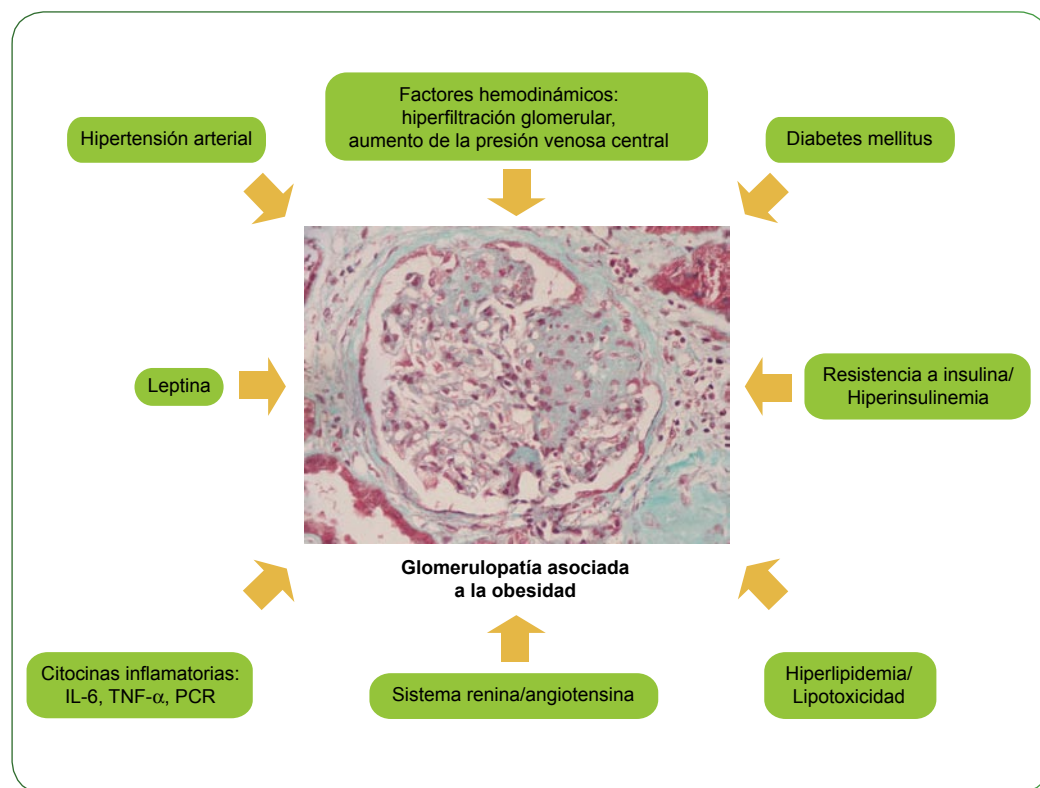 Factores hemodinámicos:
hiperfiltración glomerular,
aumento de la presión venosa central
Hipertensión arterial
Diabetes mellitus
Leptina
Resistencia a insulina/
Hiperinsulinemia
Glomerulopatía asociada
a la obesidad
Citocinas inflamatorias:
IL-6, TNF-α, PCR
Sistema renina/angiotensina
Hiperlipidemia/
Lipotoxicidad